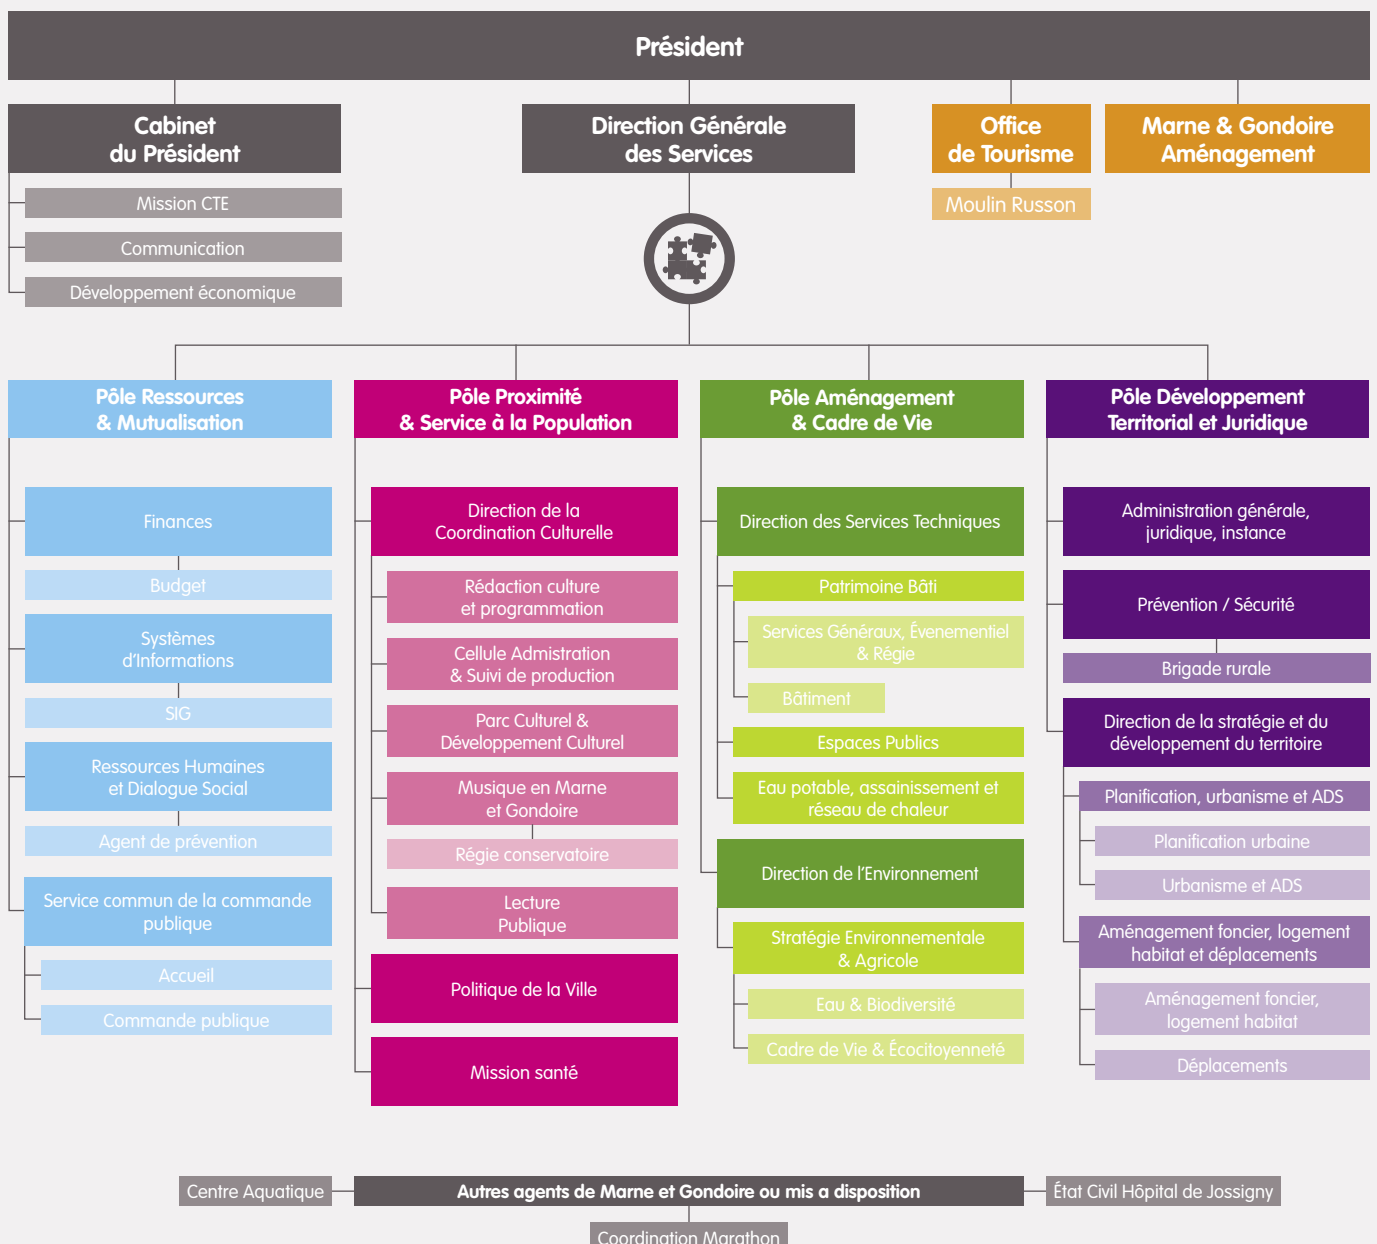 Président
Cabinet
du Président
Mission CTE
Communication
Développement économique
Direction Générale
des Services
Office
de Tourisme
Moulin Russon
Marne & Gondoire
Aménagement
Pôle Ressources
& Mutualisation
Finances
Budget
Systèmes
d'Informations
SIG
Ressources Humaines
et Dialogue Social
Agent de prévention
Service commun de la commande
publique
Accueil
Commande publique
Pôle Proximité
& Service à la Population
Direction de la
Coordination Culturelle
Rédaction culture
et programmation
Cellule Admistration
& Suivi de production
Parc Culturel &
Développement Culturel
Musique en Marne
et Gondoire
Régie conservatoire
Lecture
Publique
Politique de la Ville
Mission santé
Pôle Aménagement
& Cadre de Vie
Direction des Services Techniques
Patrimoine Bâti
Services Généraux, Évenementiel
& Régie
Bâtiment
Espaces Publics
Eau potable, assainissement et
réseau de chaleur
Direction de l'Environnement
Stratégie Environnementale
& Agricole
Eau & Biodiversité
Cadre de Vie & Écocitoyenneté
Pôle Développement
Territorial et Juridique
Administration générale,
juridique, instance
Prévention / Sécurité
Brigade rurale
Direction de la stratégie et du
développement du territoire
Planification, urbanisme et ADS
Planification urbaine
Urbanisme et ADS
Aménagement foncier, logement
habitat et déplacements
Aménagement foncier,
logement habitat
Déplacements
Centre Aquatique
Autres agents de Marne et Gondoire ou mis a disposition
État Civil Hôpital de Jossigny
Coordination Marathon